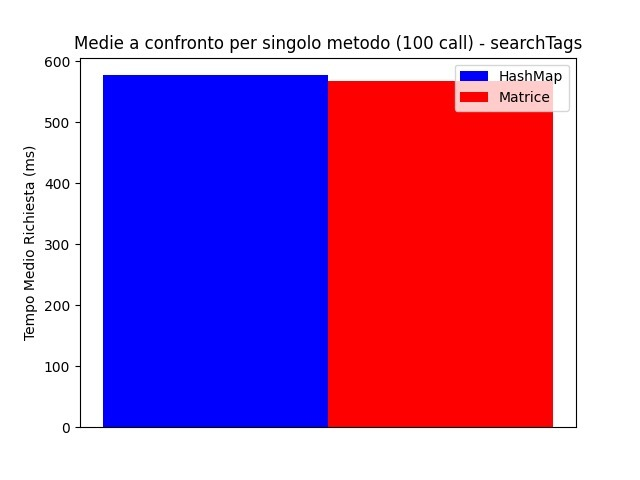 Medie a confronto per singolo metodo (100 call) - searchTags
HashMap
Matrice
Tempo Medio Richiesta (ms)
600
500
400
300
200
100
0